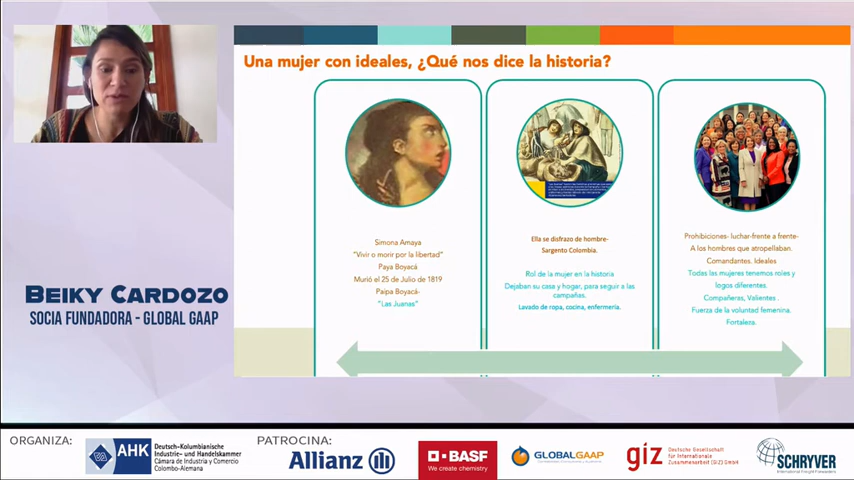 Una mujer con ideales, ¿Qué nos dice la historia?
Simona Amaya
"Vivir o morir por la libertad"
Paya Boyacá
Murió el 25 de Julio de 1819
Paipa Boyacá-
"Las Juanas"
Ella se disfrazo de hombre-
Sargento Colombia.
Rol de la mujer en la historia
Dejaban su casa y hogar, para seguir a las
campañas.
Lavado de ropa, cocina, enfermería.
Prohibiciones- luchar-frente a frente-
A los hombres que atropellaban.
Comandantes. Ideales
Todas las mujeres tenemos roles y
logos diferentes.
Compañeras, Valientes .
Fuerza de la voluntad femenina.
Fortaleza.
Beiky Cardozo
SOCIA FUNDADORA - GLOBAL GAAP
ORGANIZA:
AHK
Deutsch-Kolumbianische
Industrie- und Handelskammer
Cámara de Industria y Comercio
Colombo-Alemana
PATROCINA:
Allianz
BASF
We create chemistry
GLOBALGAAP
giz
Deutsche Gesellschaft
für Internationale
Zusammenarbeit (GIZ) GmbH
SCHRYVER